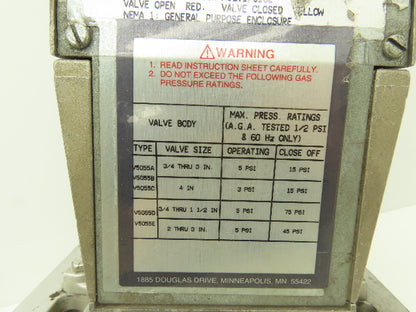 VALVE OPEN RED. VALVE CLOSED YELLOW
NEMA 1: GENERAL PURPOSE ENCLOSURE
WARNING
1. READ INSTRUCTION SHEET CAREFULLY.
2. DO NOT EXCEED THE FOLLOWING GAS
PRESSURE RATINGS.
VALVE BODY
MAX. PRESS. RATINGS
(A.G.A. TESTED 1/2 PSI
& 60 Hz ONLY)
TYPE VALVE SIZE OPERATING CLOSE OFF
V5055A 3/4 THRU 3 IN. 5 PSI 15 PSI
V5055B
V5055C 4 IN 3 PSI 15 PSI
V5055D 3/4 THRU 1 1/2 IN 5 PSI 75 PSI
V5055E 2 THRU 3 IN. 5 PSI 45 PSI
1885 DOUGLAS DRIVE, MINNEAPOLIS, MN 55422